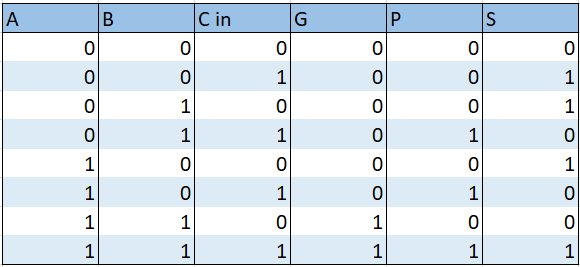 A B C in G P S
0 0 0 0 0 0
0 0 1 0 0 1
0 1 0 0 0 1
0 1 1 0 1 0
1 0 0 0 0 1
1 0 1 0 1 0
1 1 0 1 0 0
1 1 1 1 1 1